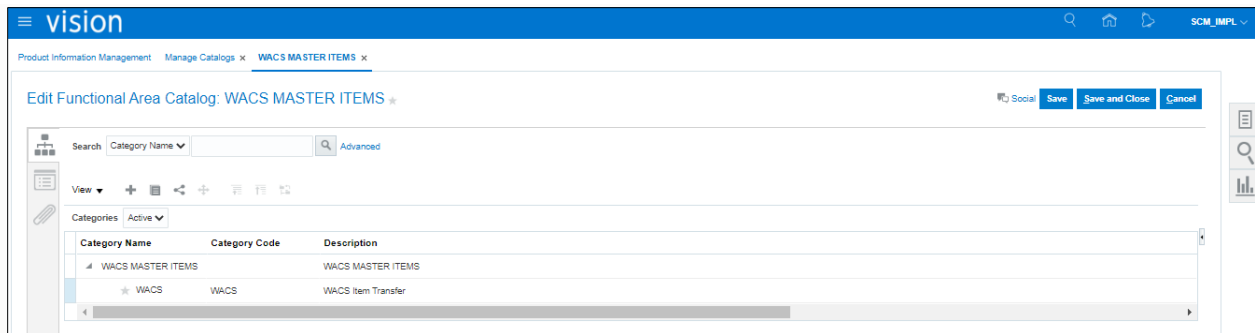 vision
SCM_IMPL
Product Information Management Manage Catalogs x WACS MASTER ITEMS x
Edit Functional Area Catalog: WACS MASTER ITEMS
Social Save Save and Close Cancel
Search Category Name Advanced
View
Categories Active
Category Name Category Code Description
WACS MASTER ITEMS WACS MASTER ITEMS
WACS WACS WACS Item Transfer